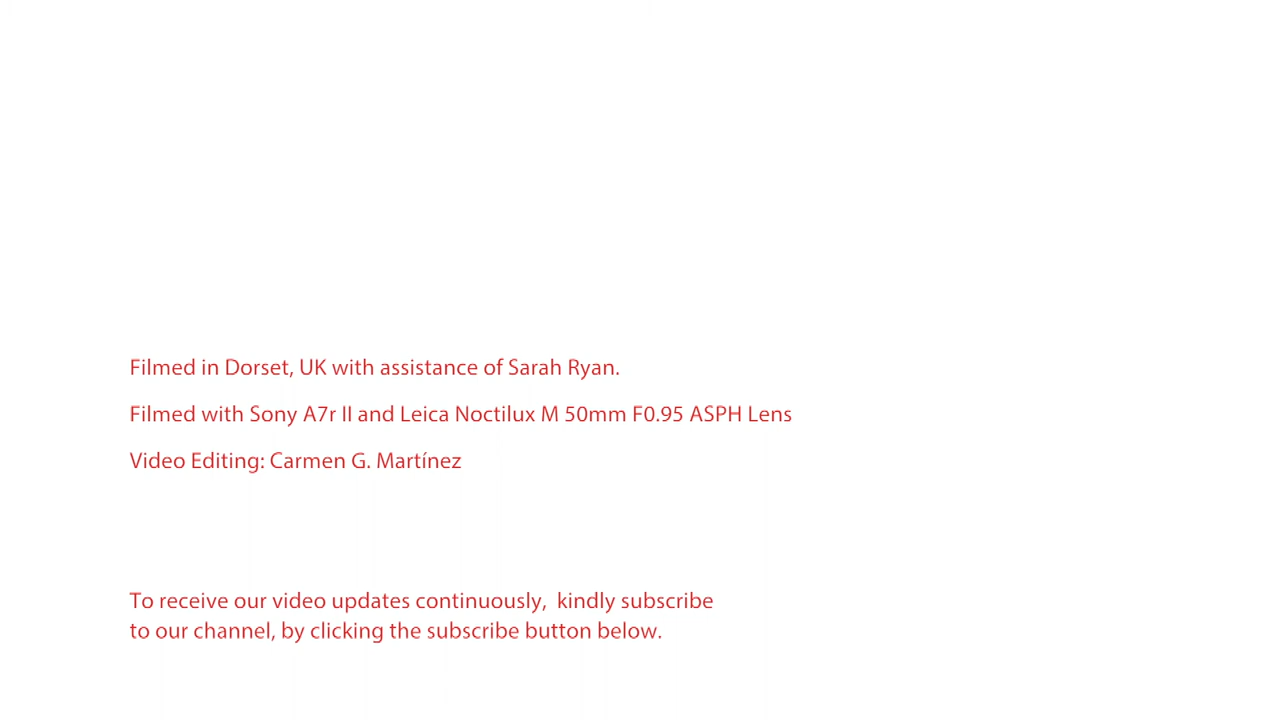 Filmed in Dorset, UK with assistance of Sarah Ryan.
Filmed with Sony A7r II and Leica Noctilux M 50mm F0.95 ASPH Lens
Video Editing: Carmen G. Martínez
To receive our video updates continuously,  kindly subscribe
to our channel, by clicking the subscribe button below.